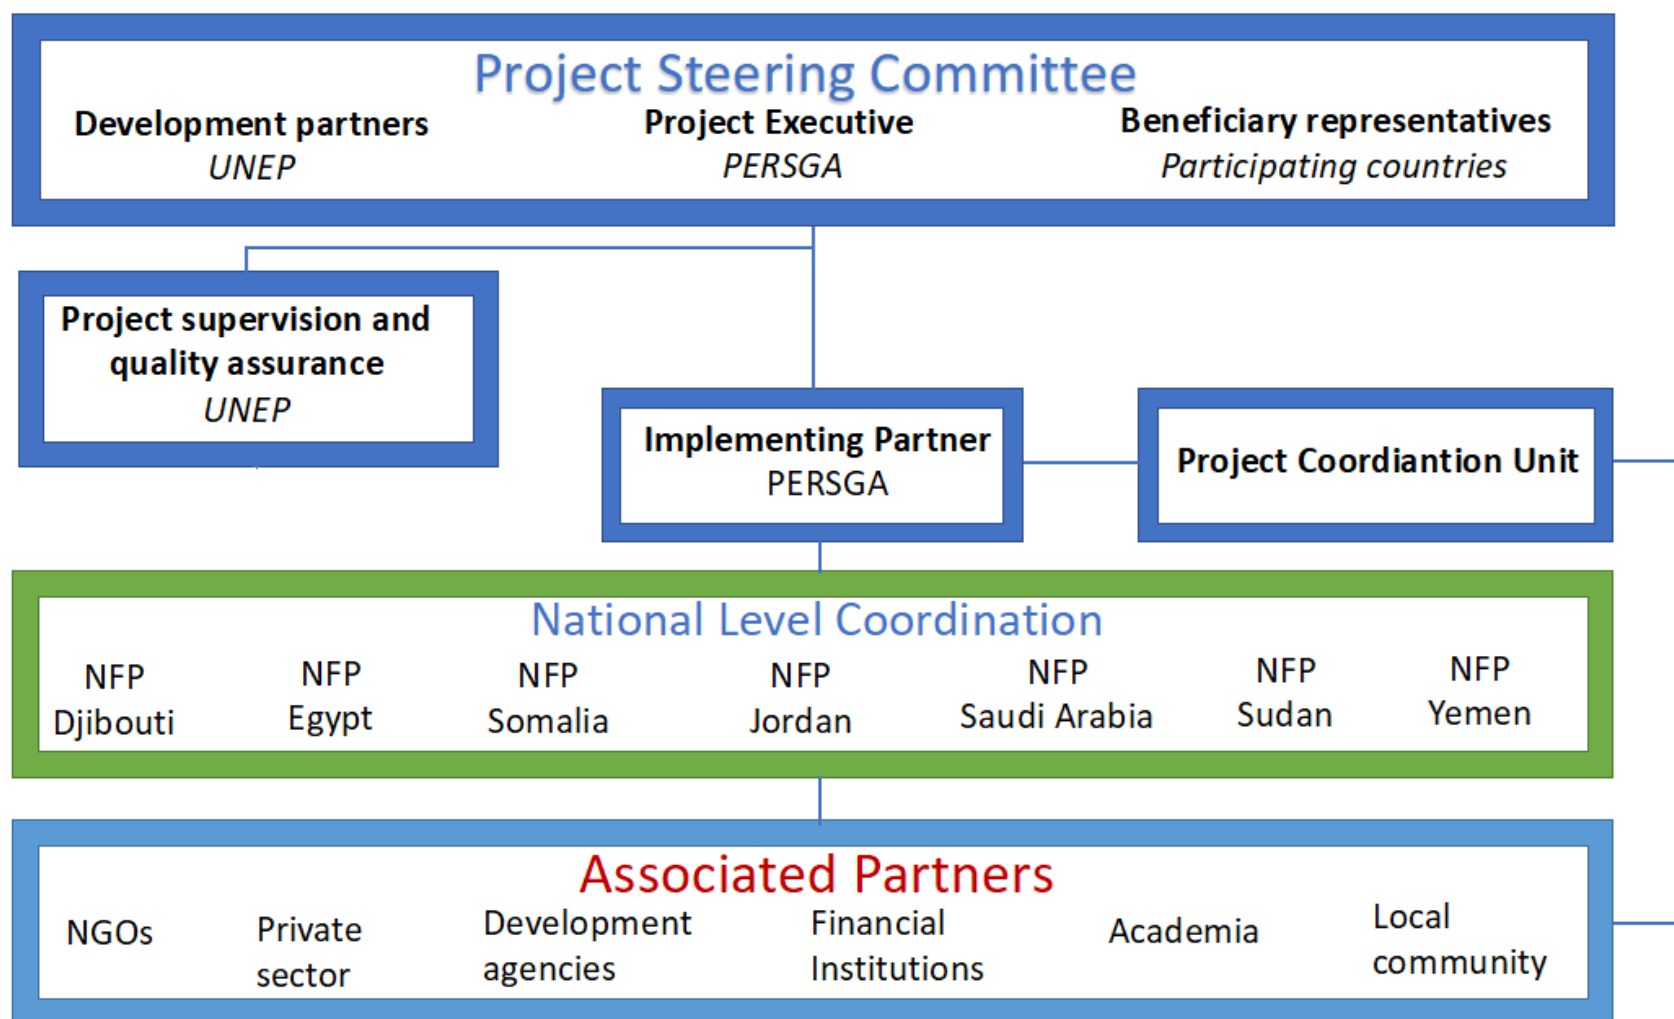 Project Steering Committee
Development partners
UNEP
Project Executive
PERSGA
Beneficiary representatives
Participating countries
Project supervision and
quality assurance
UNEP
Implementing Partner
PERSGA
Project Coordiantion Unit
National Level Coordination
NFP
Djibouti
NFP
Egypt
NFP
Somalia
NFP
Jordan
NFP
Saudi Arabia
NFP
Sudan
NFP
Yemen
Associated Partners
NGOs
Private
sector
Development
agencies
Financial
Institutions
Academia
Local
community